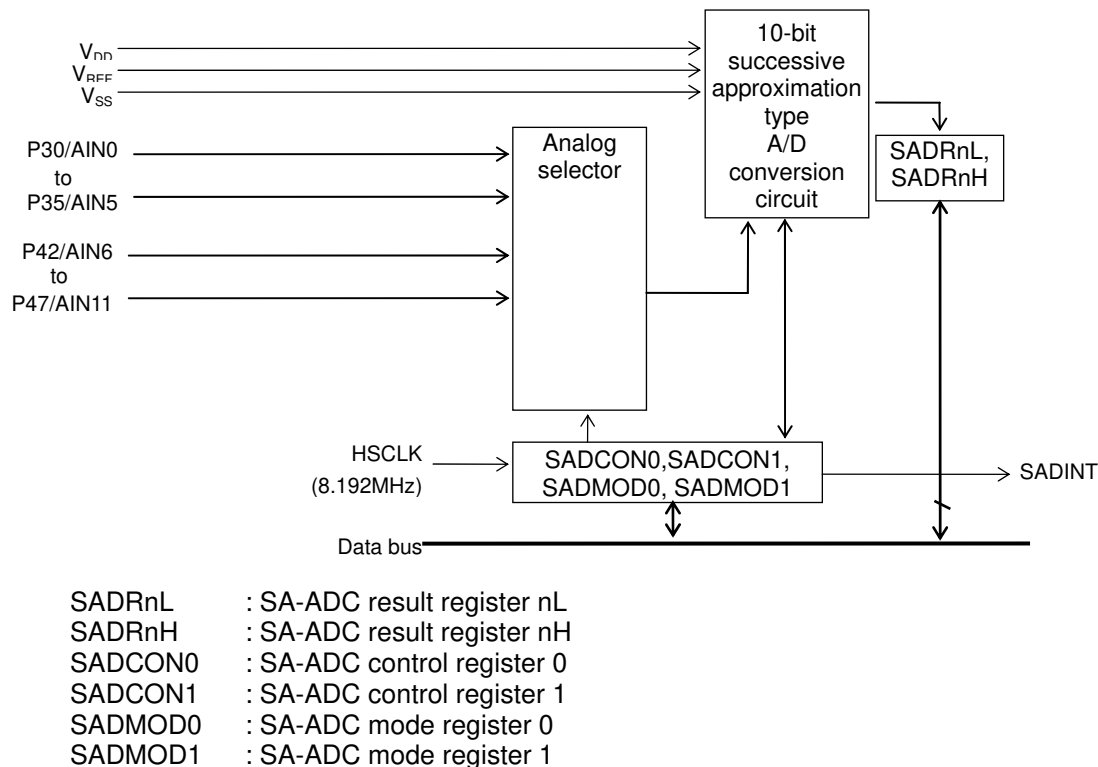 V_DD
V_REF
V_SS
10-bit
successive
approximation
type
A/D
conversion
circuit
SADRnL,
SADRnH
P30/AIN0
to
P35/AIN5
Analog
selector
P42/AIN6
to
P47/AIN11
HSCLK
(8.192MHz)
SADCON0,SADCON1,
SADMOD0, SADMOD1
SADINT
Data bus
SADRnL : SA-ADC result register nL
SADRnH : SA-ADC result register nH
SADCON0 : SA-ADC control register 0
SADCON1 : SA-ADC control register 1
SADMOD0 : SA-ADC mode register 0
SADMOD1 : SA-ADC mode register 1